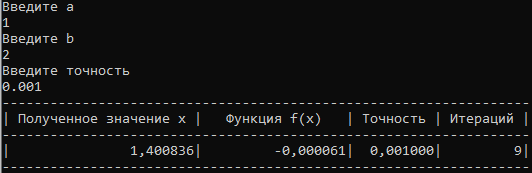 Введите a
1
Введите b
2
Введите точность
0.001
| Полученное значение x | Функция f(x) | Точность | Итераций |
| 1,400836| -0,000061| 0,001000| 9|